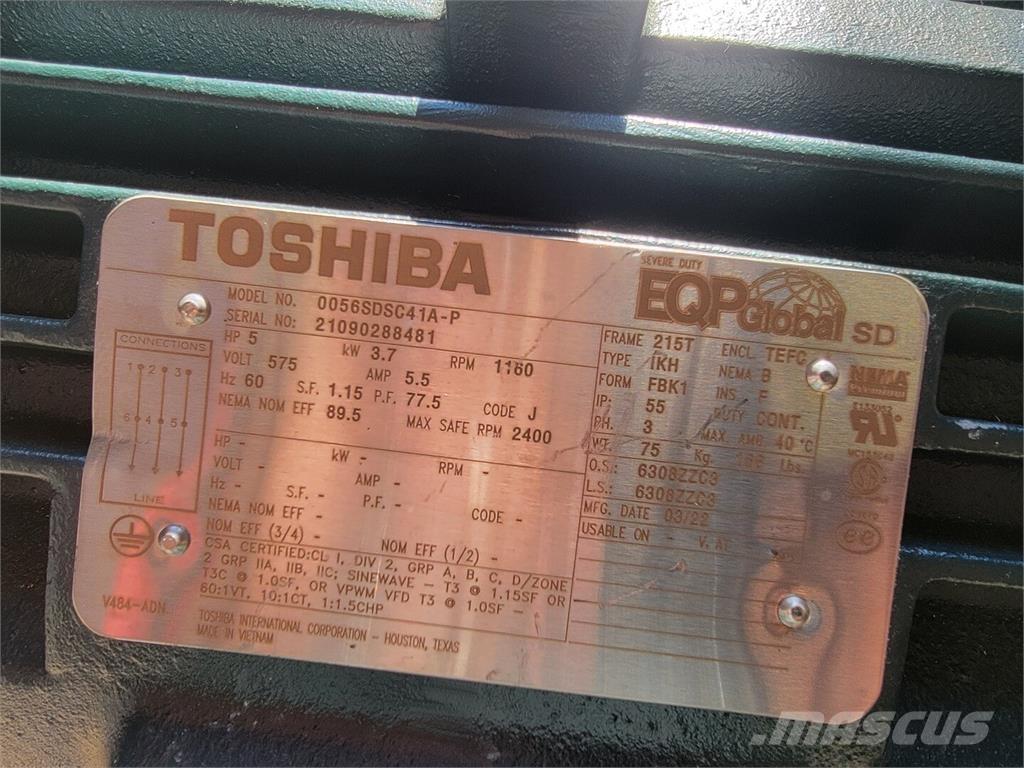 TOSHIBA
SEVERE DUTY
EQP Global SD
MODEL NO. 0056SDSC41A-P
SERIAL NO: 21090288481
HP 5 kW 3.7 RPM 1160
VOLT 575 AMP 5.5
Hz 60 S.F. 1.15 P.F. 77.5 CODE J
NEMA NOM EFF 89.5 MAX SAFE RPM 2400
HP - kW - RPM -
VOLT - AMP -
Hz - S.F. - P.F. - CODE -
NEMA NOM EFF -
NOM EFF (3/4) - NOM EFF (1/2) -
CSA CERTIFIED:CL I, DIV 2, GRP A, B, C, D/ZONE
2 GRP IIA, IIB, IIC; SINEWAVE - T3 @ 1.15SF OR
T3C @ 1.0SF, OR VPWM VFD T3 @ 1.0SF -
60:1VT, 10:1CT, 1:1.5CHP
TOSHIBA INTERNATIONAL CORPORATION - HOUSTON, TEXAS
MADE IN VIETNAM
CONNECTIONS
1 2 3
6 4 5
LINE
V484-ADN
FRAME 215T ENCL. TEFC
TYPE IKH NEMA B
FORM FBK1 INS F
IP: 55 DUTY CONT.
PH. 3 MAX. AMB 40 °C
WT. 75 Kg. Lbs.
O.S.: 6308ZZC3
L.S.: 6308ZZC3
MFG. DATE 03/22
USABLE ON - V. AT
NEMA
ee
MASCUS